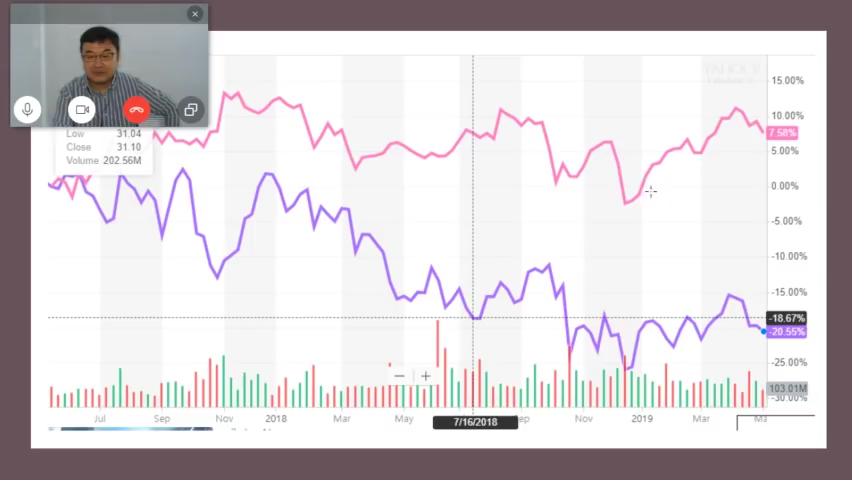 Low 31.04
Close 31.10
Volume 202.56M
15.00%
10.00%
7.58%
5.00%
0.00%
-5.00%
-10.00%
-15.00%
-18.67%
-20.55%
-25.00%
103.01M
-30.00%
Jul Sep Nov 2018 Mar May 7/16/2018 ep Nov 2019 Mar Ma